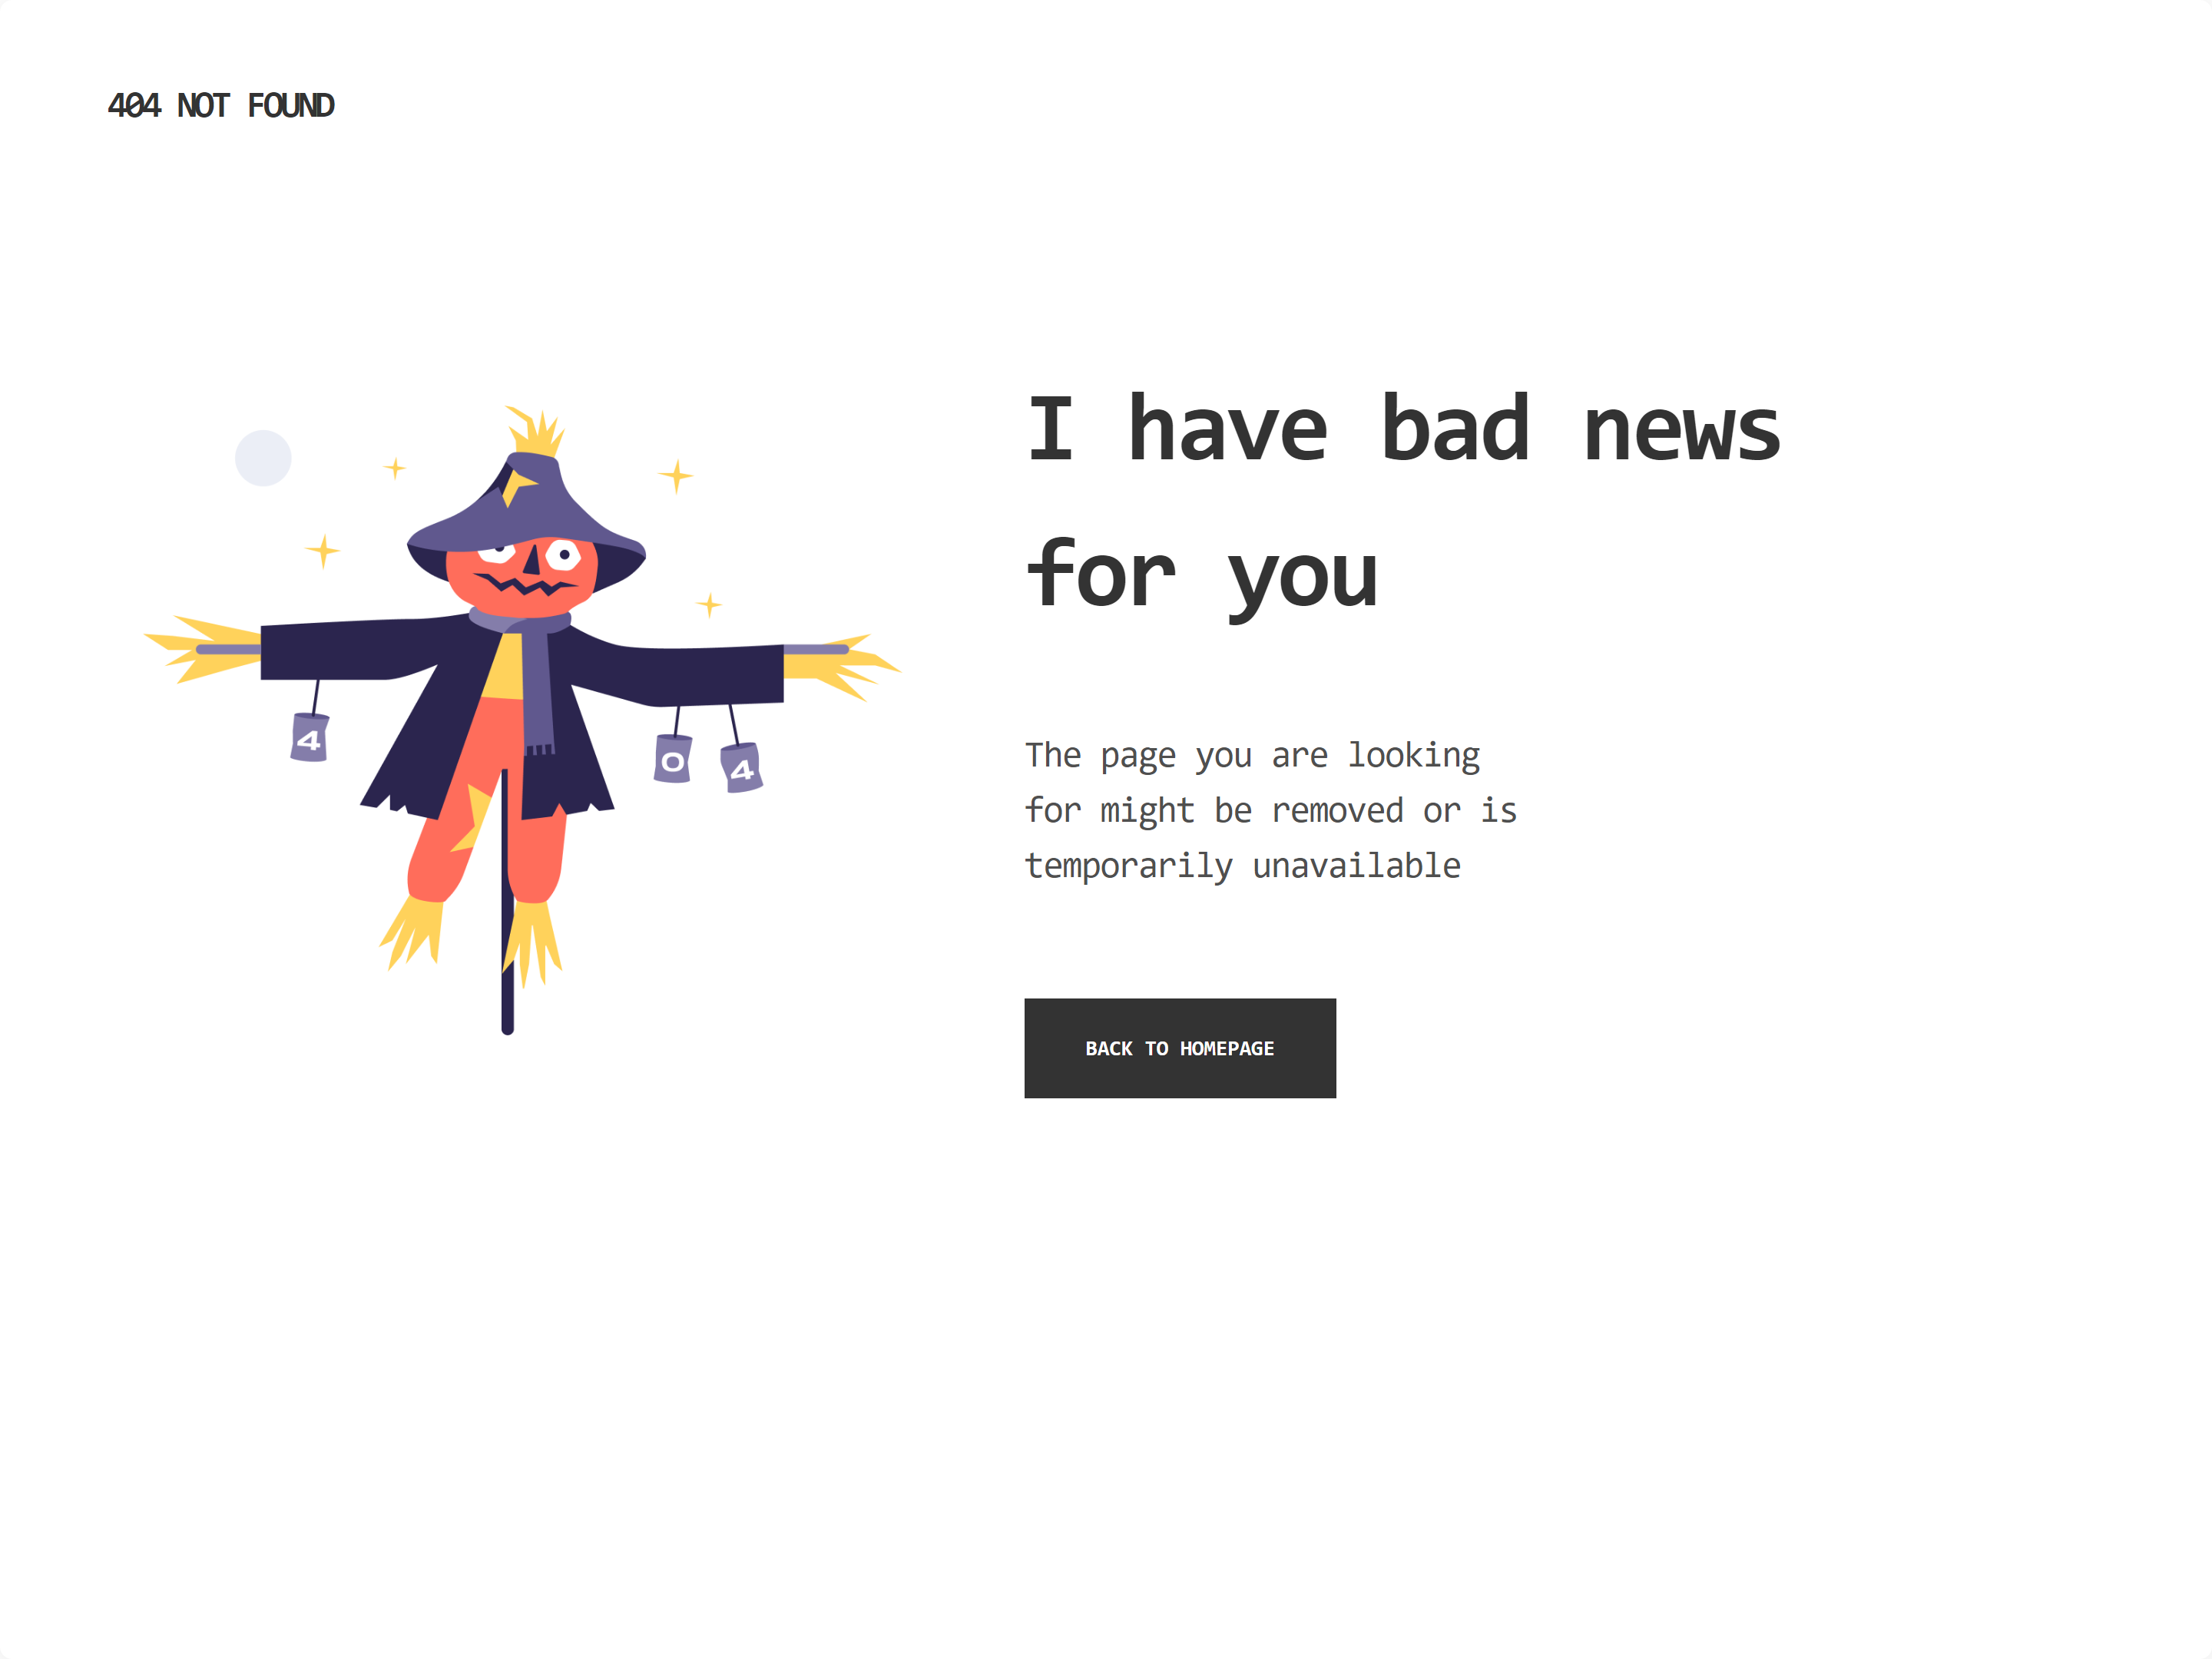 404 NOT FOUND
I have bad news
for you
4
0
4
The page you are looking
for might be removed or is
temporarily unavailable
BACK TO HOMEPAGE